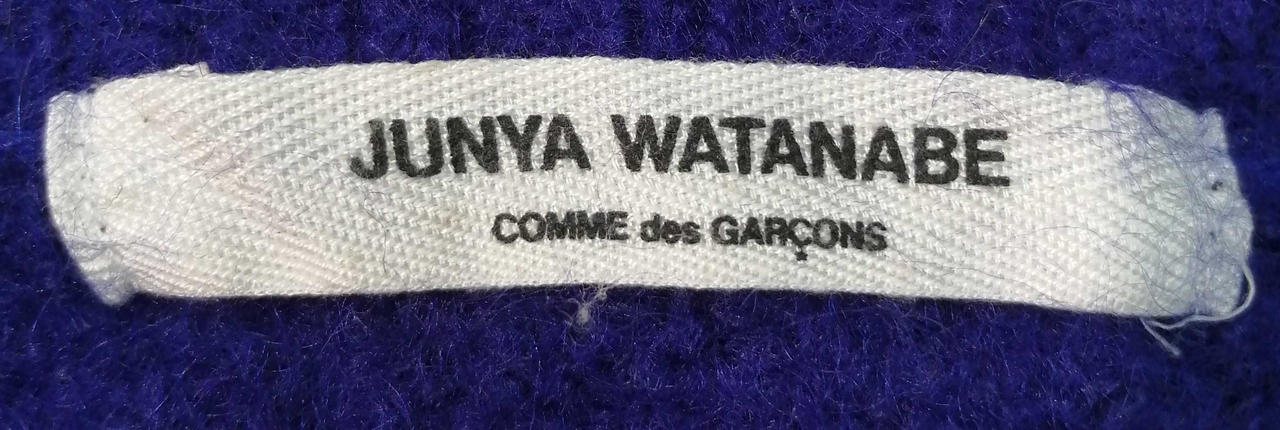 JUNYA WATANABE
COMME des GARÇONS